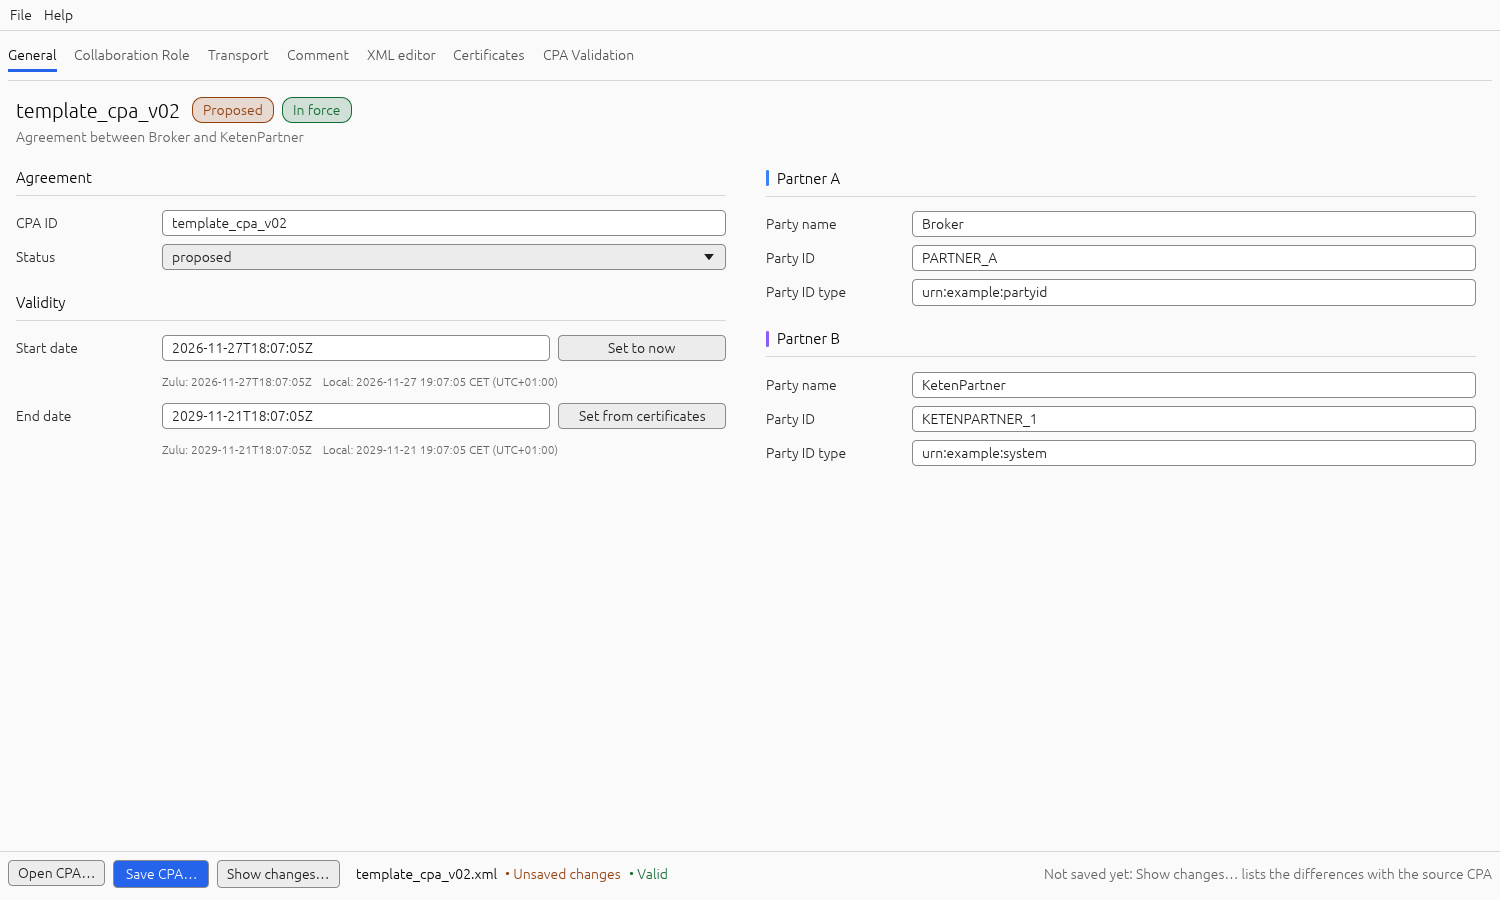 File Help
General Collaboration Role Transport Comment XML editor Certificates CPA Validation
template_cpa_v02 Proposed In force
Agreement between Broker and KetenPartner
Agreement
CPA ID template_cpa_v02
Status proposed
Validity
Start date 2026-11-27T18:07:05Z Set to now
Zulu: 2026-11-27T18:07:05Z Local: 2026-11-27 19:07:05 CET (UTC+01:00)
End date 2029-11-21T18:07:05Z Set from certificates
Zulu: 2029-11-21T18:07:05Z Local: 2029-11-21 19:07:05 CET (UTC+01:00)
Partner A
Party name Broker
Party ID PARTNER_A
Party ID type urn:example:partyid
Partner B
Party name KetenPartner
Party ID KETENPARTNER_1
Party ID type urn:example:system
Open CPA... Save CPA... Show changes... template_cpa_v02.xml • Unsaved changes • Valid Not saved yet: Show changes... lists the differences with the source CPA